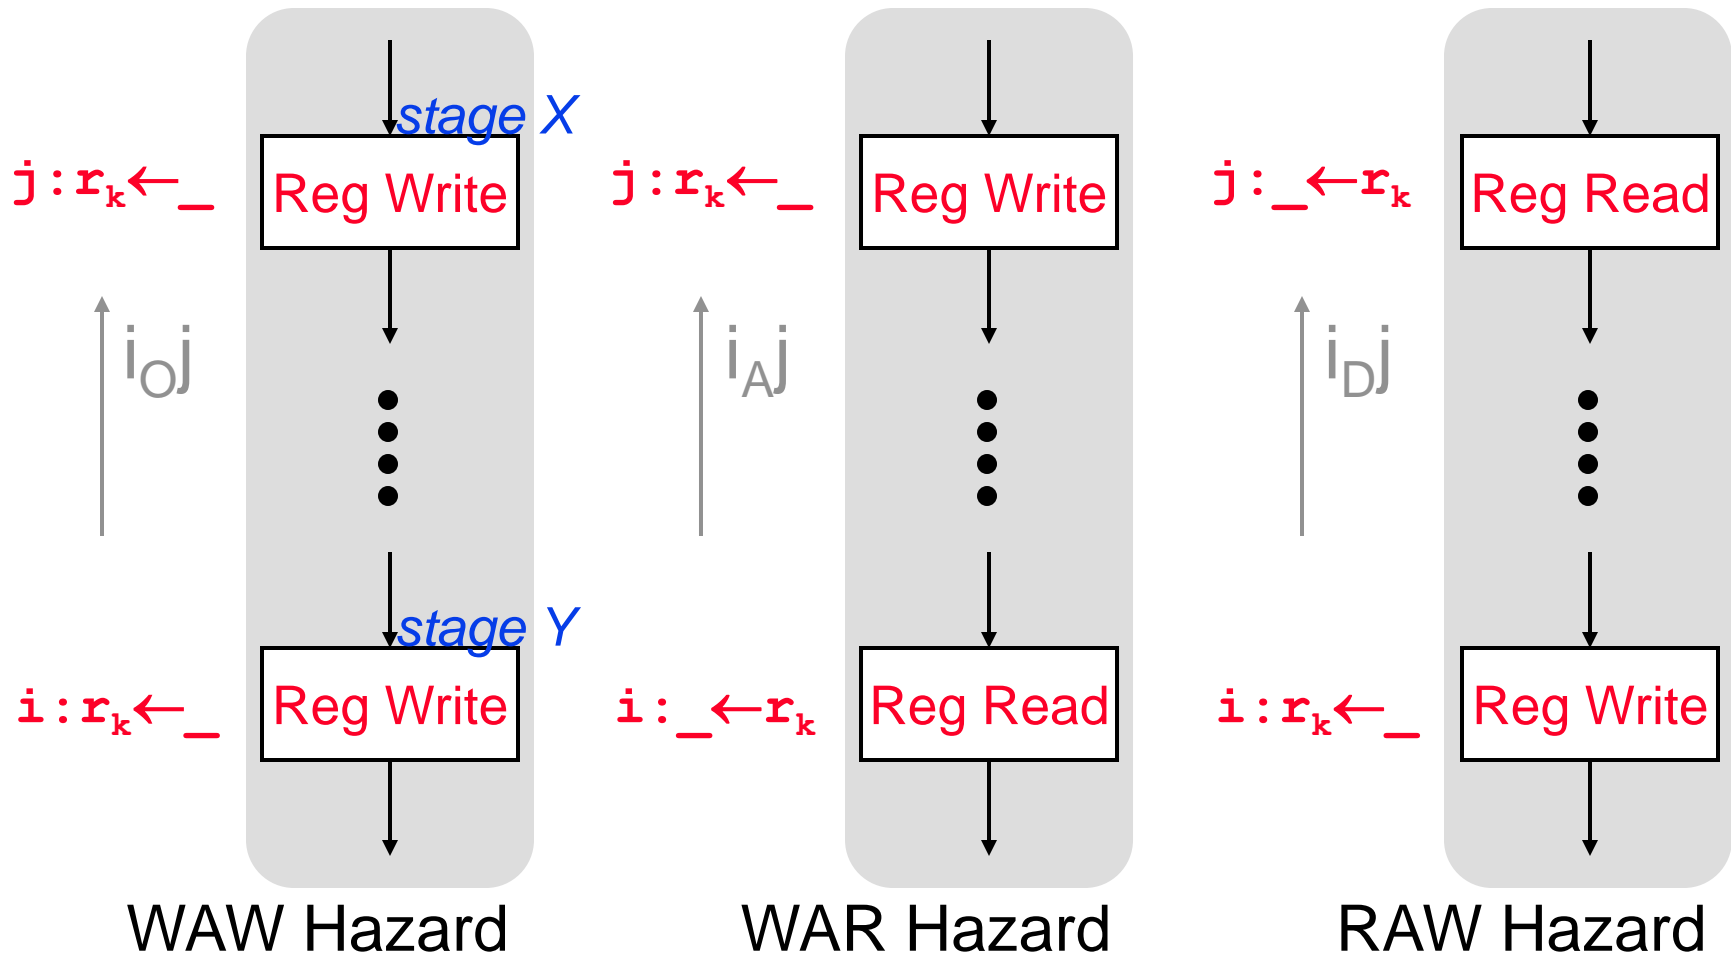 stage X
j:rk←_ Reg Write
iOj
stage Y
i:rk←_ Reg Write
WAW Hazard
j:rk←_ Reg Write
iAj
i:_←rk Reg Read
WAR Hazard
j:_←rk Reg Read
iDj
i:rk←_ Reg Write
RAW Hazard